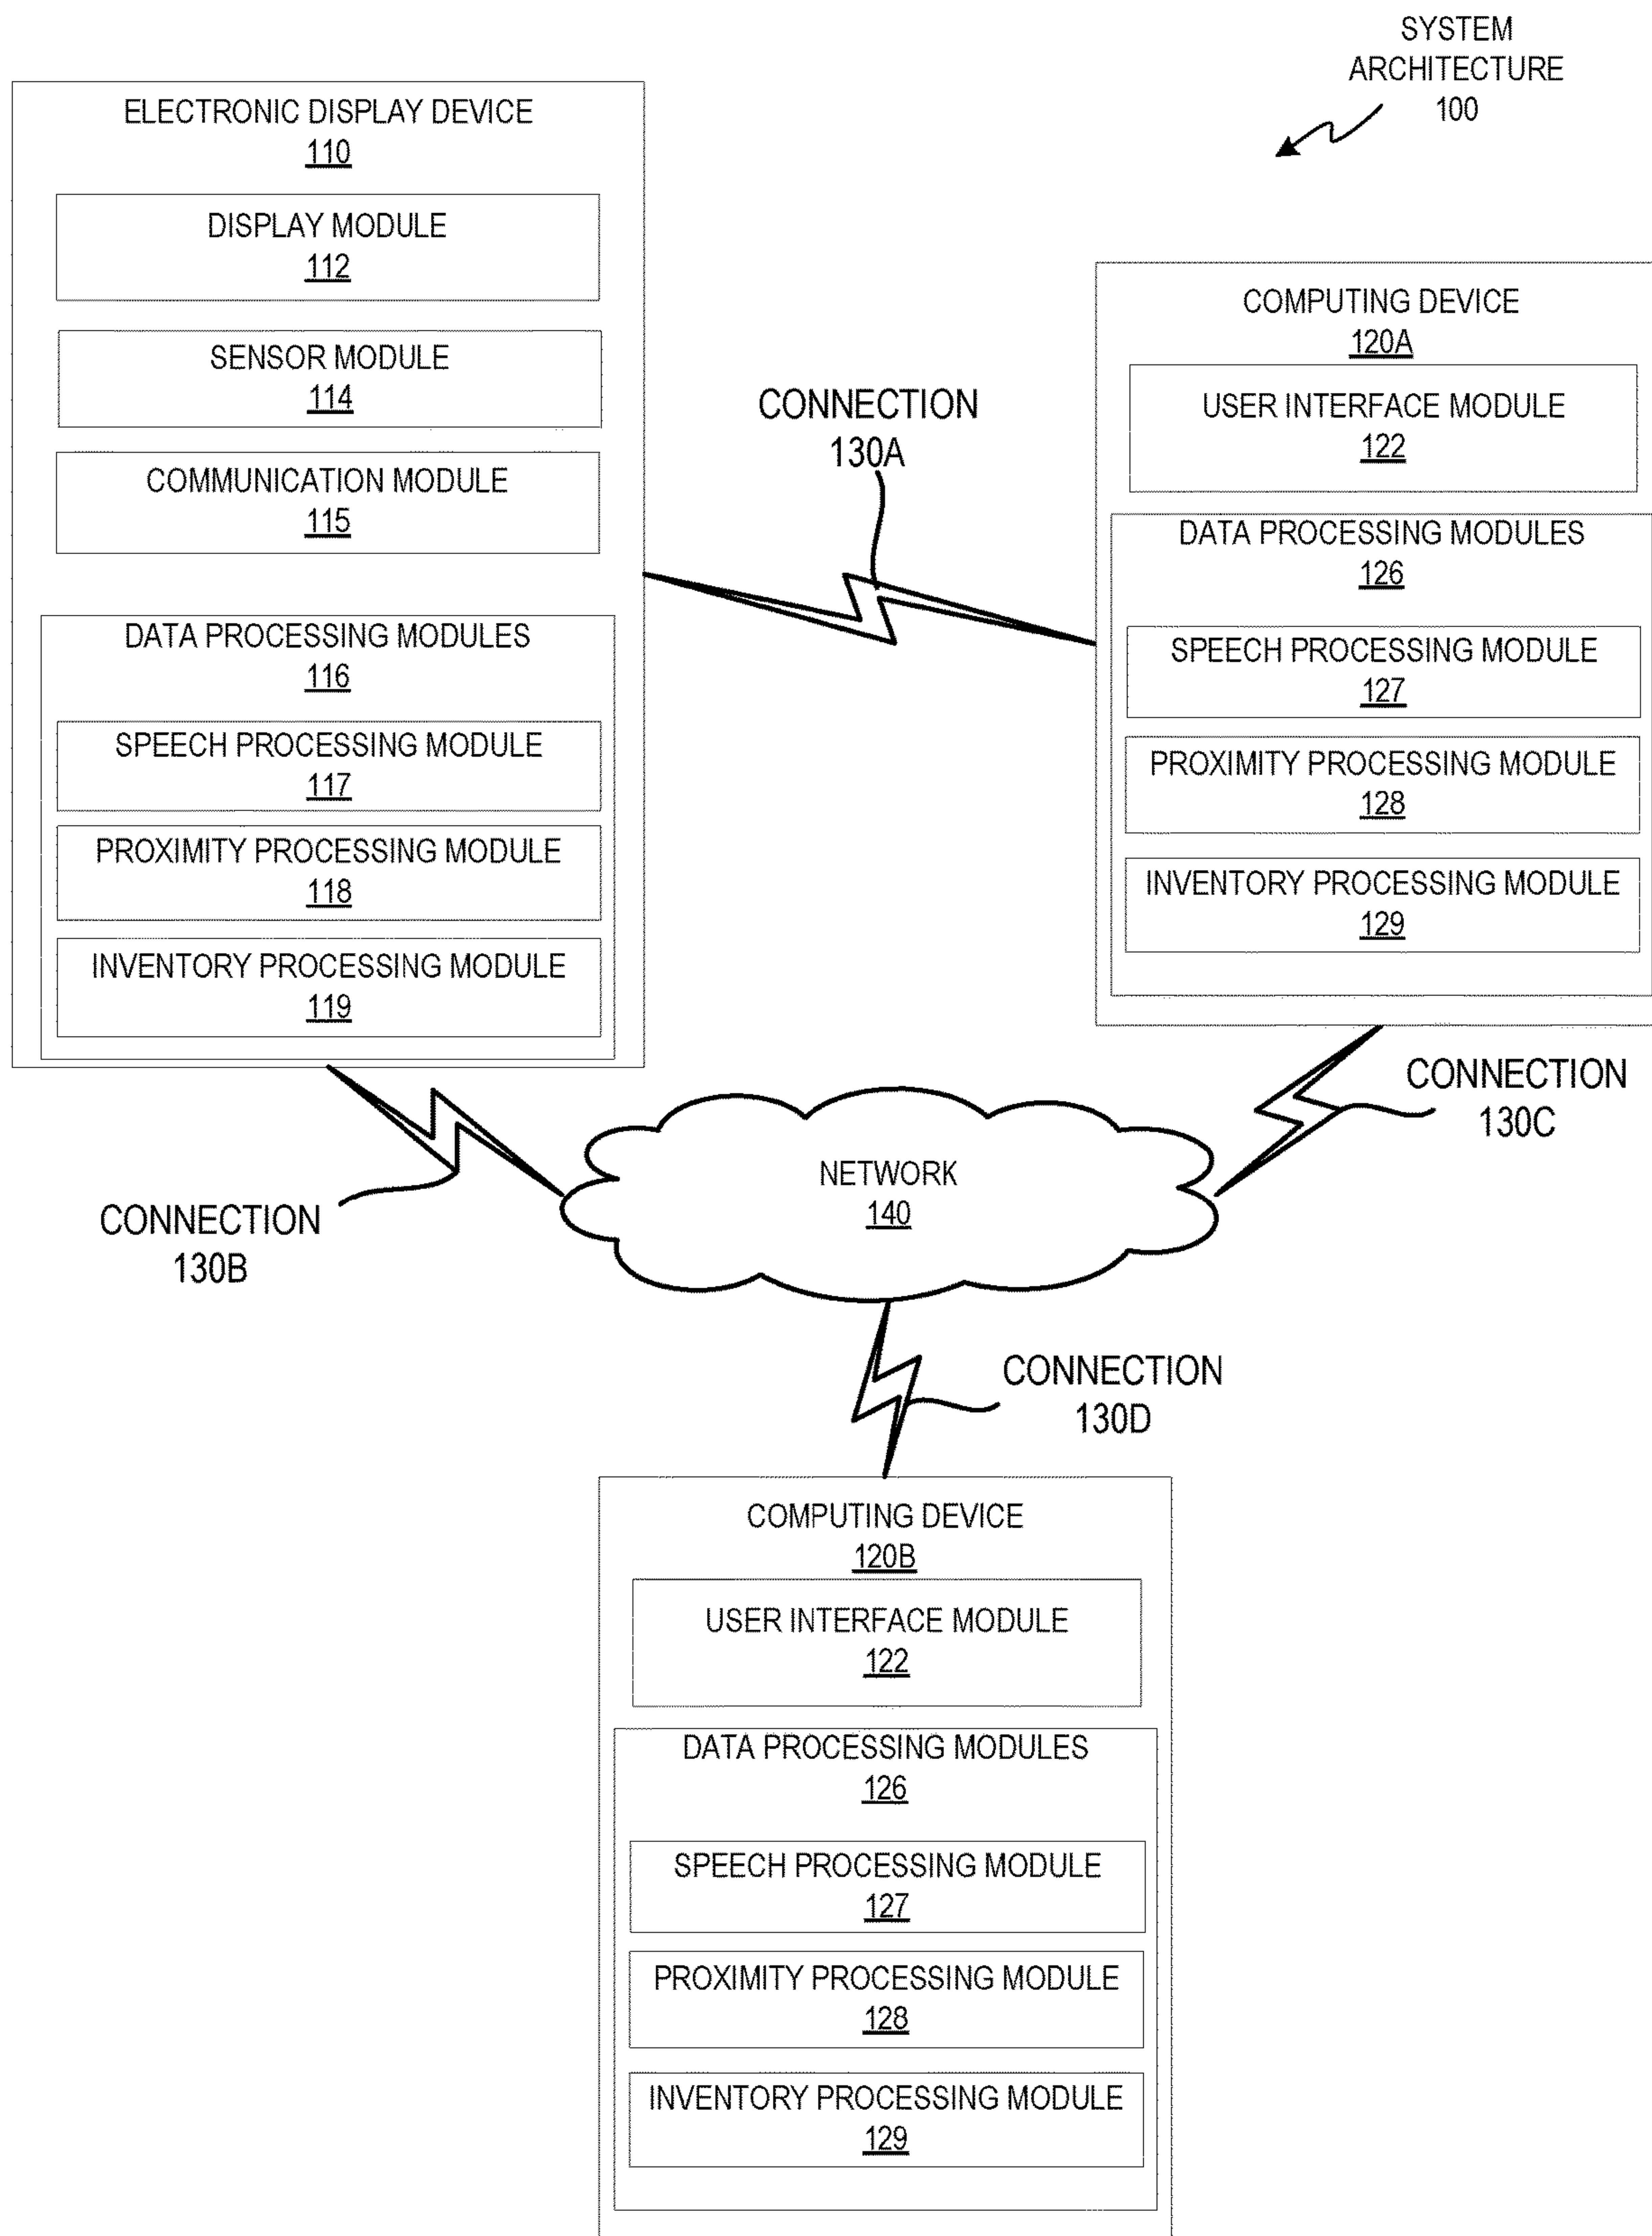 SYSTEM
ARCHITECTURE
100
ELECTRONIC DISPLAY DEVICE
110
DISPLAY MODULE
112
SENSOR MODULE
114
COMMUNICATION MODULE
115
DATA PROCESSING MODULES
116
SPEECH PROCESSING MODULE
117
PROXIMITY PROCESSING MODULE
118
INVENTORY PROCESSING MODULE
119
CONNECTION
130A
COMPUTING DEVICE
120A
USER INTERFACE MODULE
122
DATA PROCESSING MODULES
126
SPEECH PROCESSING MODULE
127
PROXIMITY PROCESSING MODULE
128
INVENTORY PROCESSING MODULE
129
CONNECTION
130C
NETWORK
140
CONNECTION
130B
CONNECTION
130D
COMPUTING DEVICE
120B
USER INTERFACE MODULE
122
DATA PROCESSING MODULES
126
SPEECH PROCESSING MODULE
127
PROXIMITY PROCESSING MODULE
128
INVENTORY PROCESSING MODULE
129